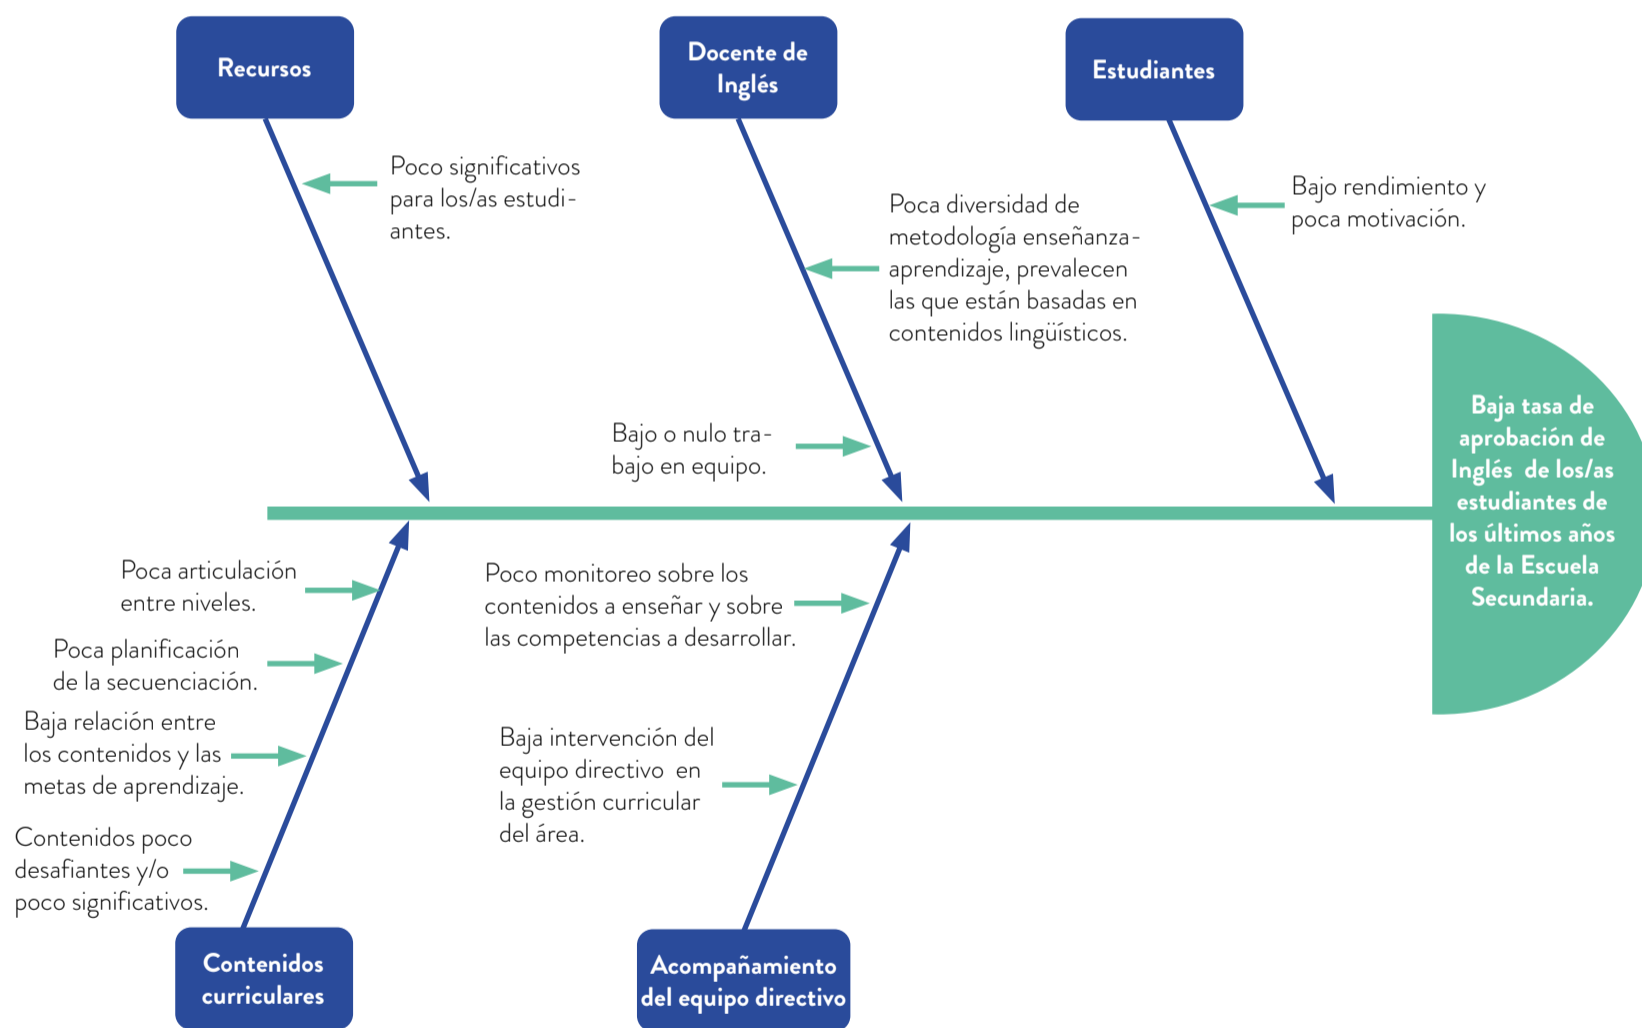 Recursos
Docente de
Inglés
Estudiantes
Poco significativos
para los/as estudi-
antes.
Poca diversidad de
metodología enseñanza-
aprendizaje, prevalecen
las que están basadas en
contenidos lingüísticos.
Bajo rendimiento y
poca motivación.
Bajo o nulo tra-
bajo en equipo.
Baja tasa de
aprobación de
Inglés de los/as
estudiantes de
los últimos años
de la Escuela
Secundaria.
Poca articulación
entre niveles.
Poca planificación
de la secuenciación.
Baja relación entre
los contenidos y las
metas de aprendizaje.
Contenidos poco
desafiantes y/o
poco significativos.
Poco monitoreo sobre los
contenidos a enseñar y sobre
las competencias a desarrollar.
Baja intervención del
equipo directivo en
la gestión curricular
del área.
Contenidos
curriculares
Acompañamiento
del equipo directivo